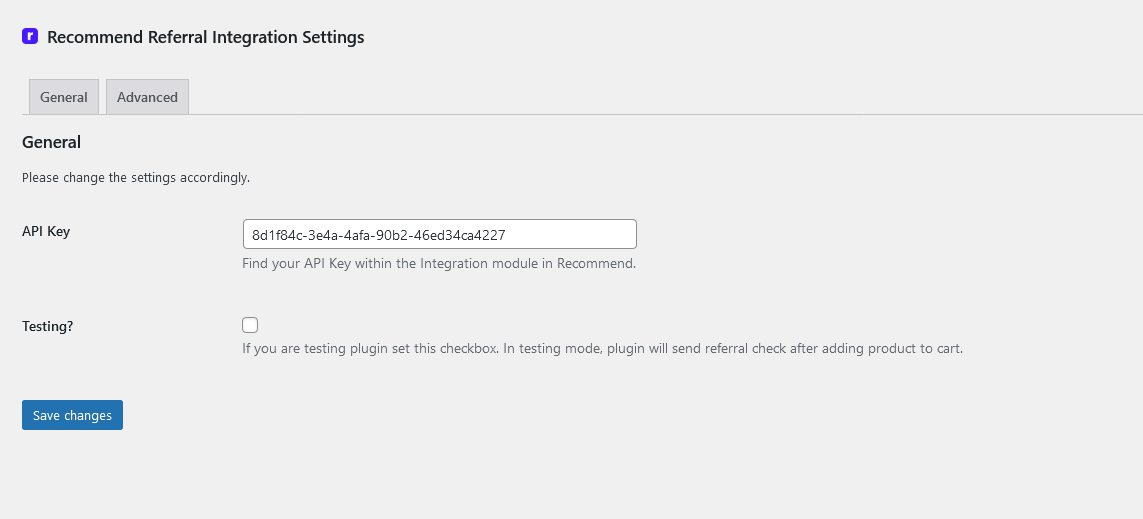 r Recommend Referral Integration Settings
General Advanced
General
Please change the settings accordingly.
API Key 8d1f84c-3e4a-4afa-90b2-46ed34ca4227
Find your API Key within the Integration module in Recommend.
Testing?
If you are testing plugin set this checkbox. In testing mode, plugin will send referral check after adding product to cart.
Save changes